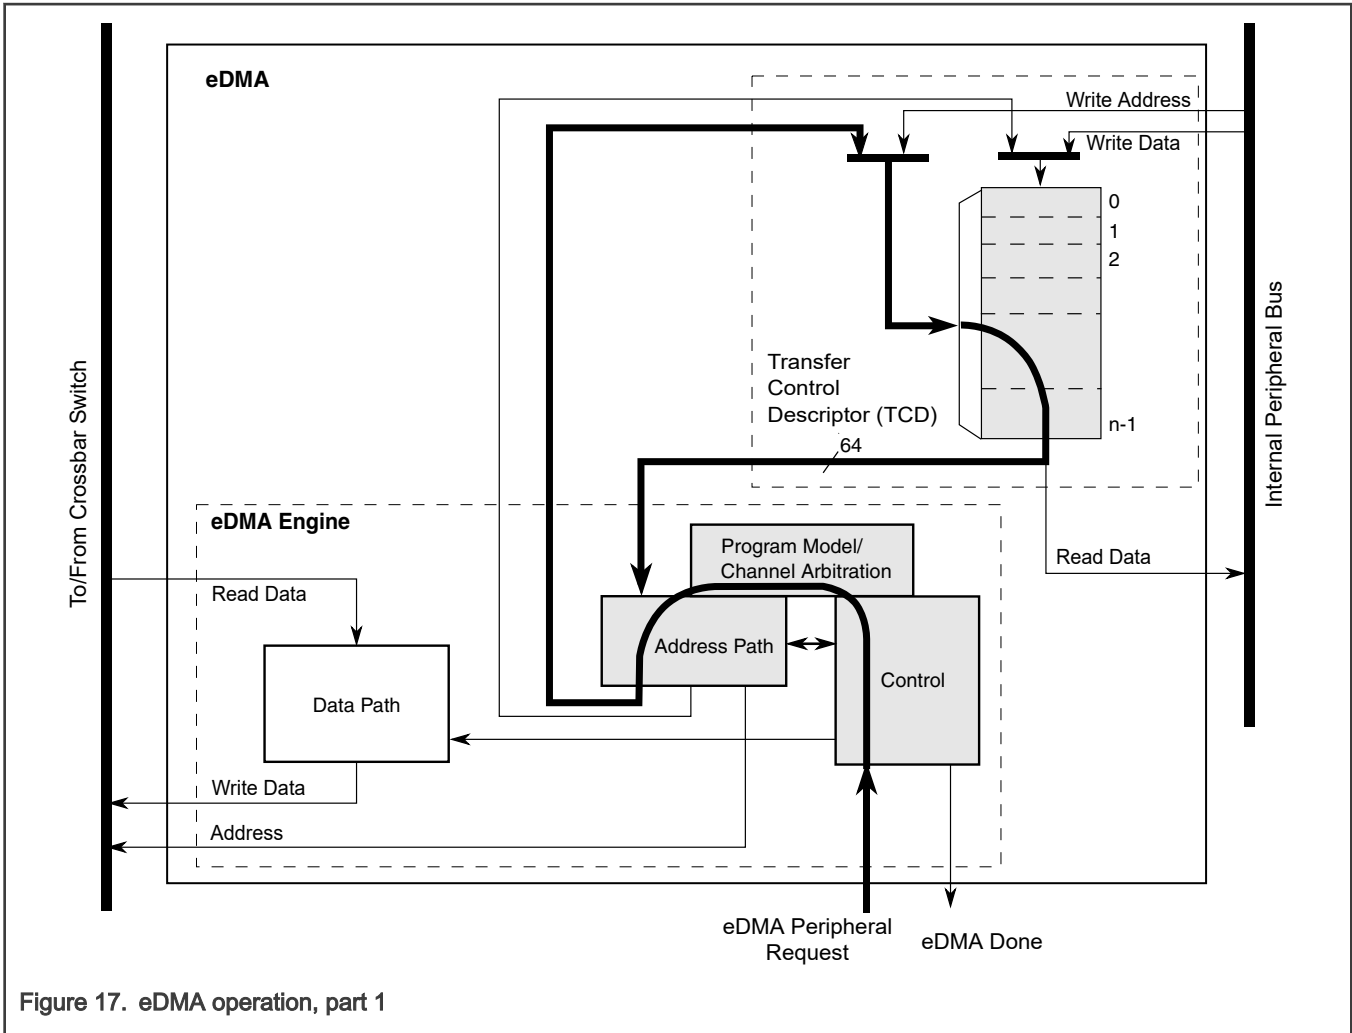 eDMA
Write Address
Write Data
0
1
2
n-1
Transfer
Control
Descriptor (TCD)
64
To/From Crossbar Switch
Internal Peripheral Bus
eDMA Engine
Program Model/
Channel Arbitration
Read Data
Read Data
Address Path
Control
Data Path
Write Data
Address
eDMA Peripheral
Request
eDMA Done
Figure 17. eDMA operation, part 1